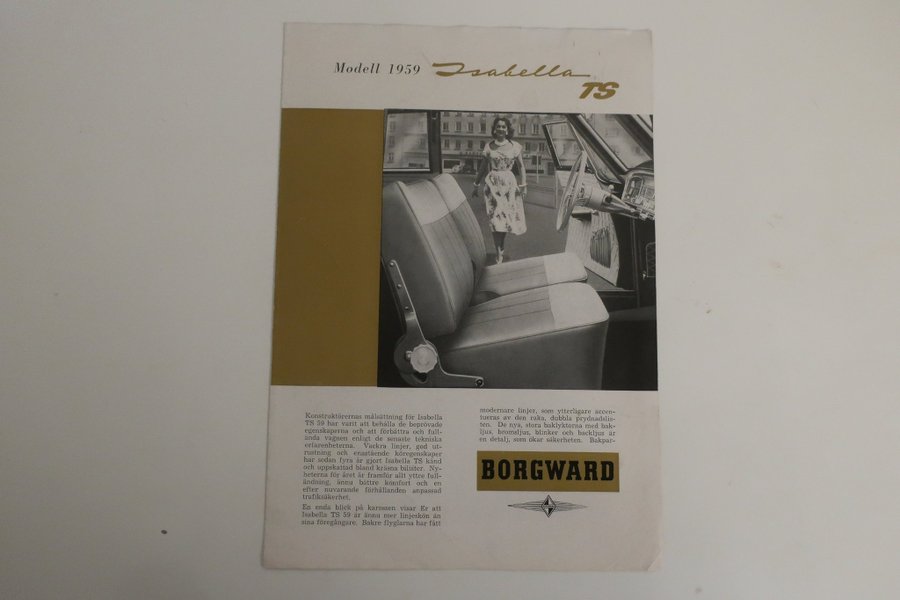 Modell 1959 Isabella
TS
Konstruktörernas målsättning för Isabella
TS 59 har varit att behålla de beprövade
egenskaperna och att förbättra och full-
ända vagnen enligt de senaste tekniska
erfarenheterna. Vackra linjer, god ut-
rustning och enastående köregenskaper
har sedan fyra år gjort Isabella TS känd
och uppskattad bland kräsna bilister. Ny-
heterna för året är framför allt yttre full-
ändning, ännu bättre komfort och en
efter nuvarande förhållanden anpassad
trafiksäkerhet.
En enda blick på karossen visar Er att
Isabella TS 59 är ännu mer linjeskön än
sina föregångare. Bakre flyglarna har fått
modernare linjer, som ytterligare accen-
tueras av den raka, dubbla prydnadslis-
ten. De nya, stora baklyktorna med bak-
ljus, bromsljus, blinker och backljus är
en detalj, som ökar säkerheten. Bakpar-
BORGWARD